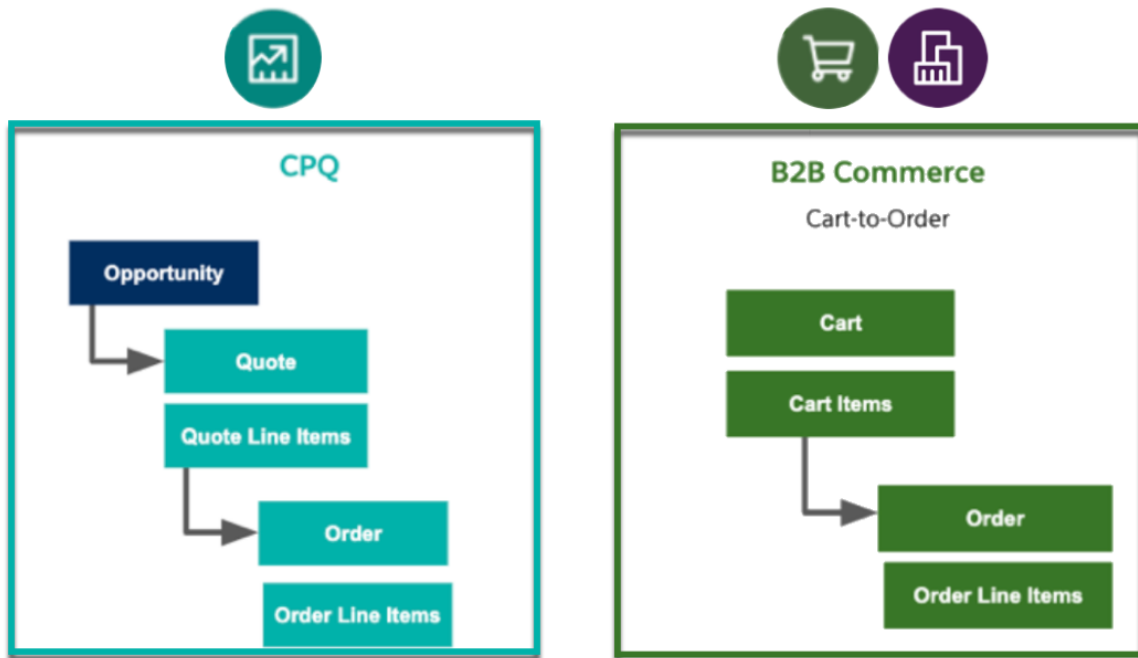 CPQ
Opportunity
Quote
Quote Line Items
Order
Order Line Items
B2B Commerce
Cart-to-Order
Cart
Cart Items
Order
Order Line Items